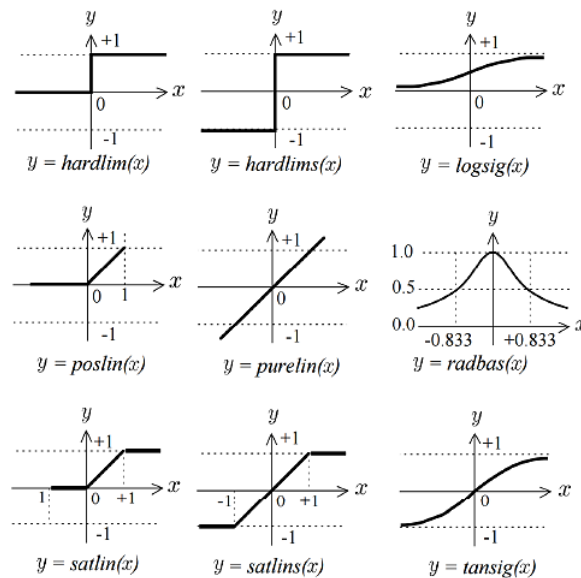 y y y
+1 +1 +1
x x x
0 0 0
-1 -1
y = hardlim(x) y = hardlims(x) y = logsig(x)
y y y
+1 +1 1.0
0.5
x x x
0 1 0 0.0
-1 -1 -0.833 +0.833
y = poslin(x) y = purelin(x) y = radbas(x)
y y y
+1 +1 +1
1 0 +1 x -1 0 +1 x 0 x
-1 -1 -1
y = satlin(x) y = satlins(x) y = tansig(x)